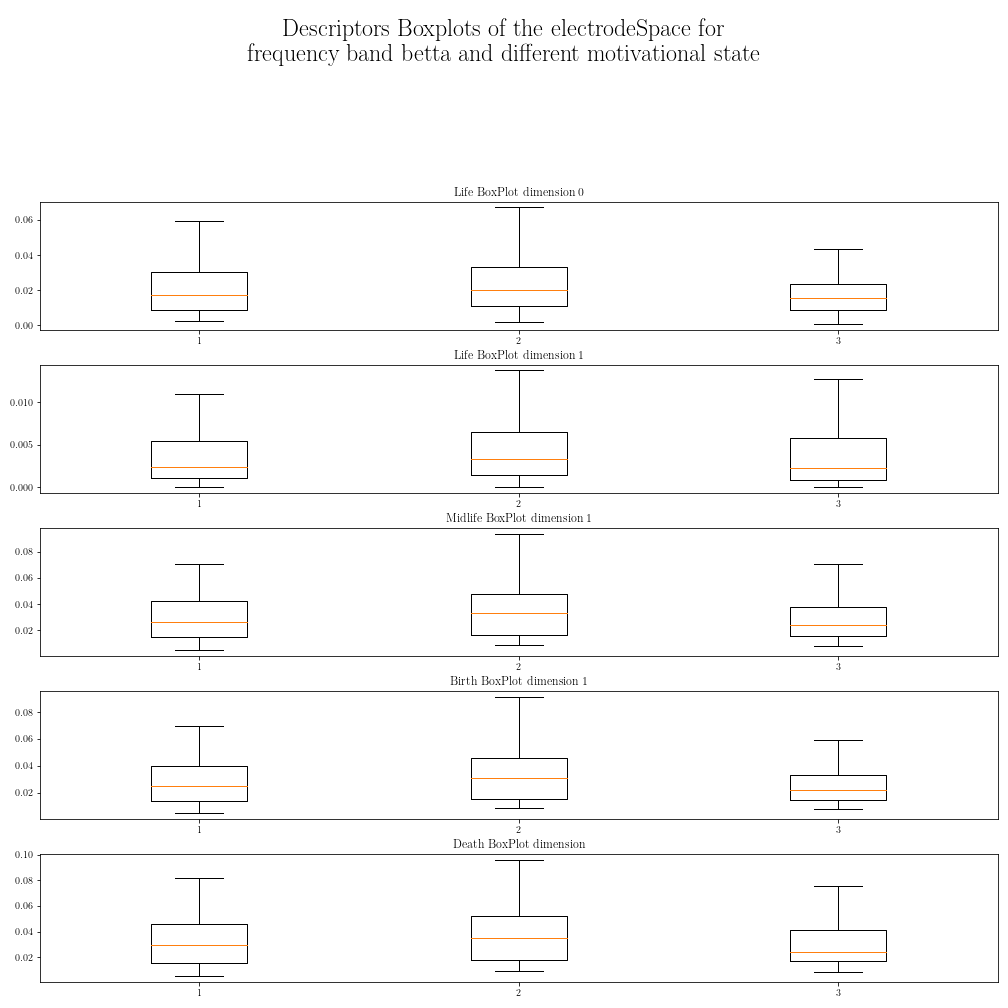 Descriptors Boxplots of the electrodeSpace for
frequency band betta and different motivational state
Life BoxPlot dimension 0
0.06
0.04
0.02
0.00
1 2 3
Life BoxPlot dimension 1
0.010
0.005
0.000
1 2 3
Midlife BoxPlot dimension 1
0.08
0.06
0.04
0.02
1 2 3
Birth BoxPlot dimension 1
0.08
0.06
0.04
0.02
1 2 3
Death BoxPlot dimension
0.10
0.08
0.06
0.04
0.02
1 2 3